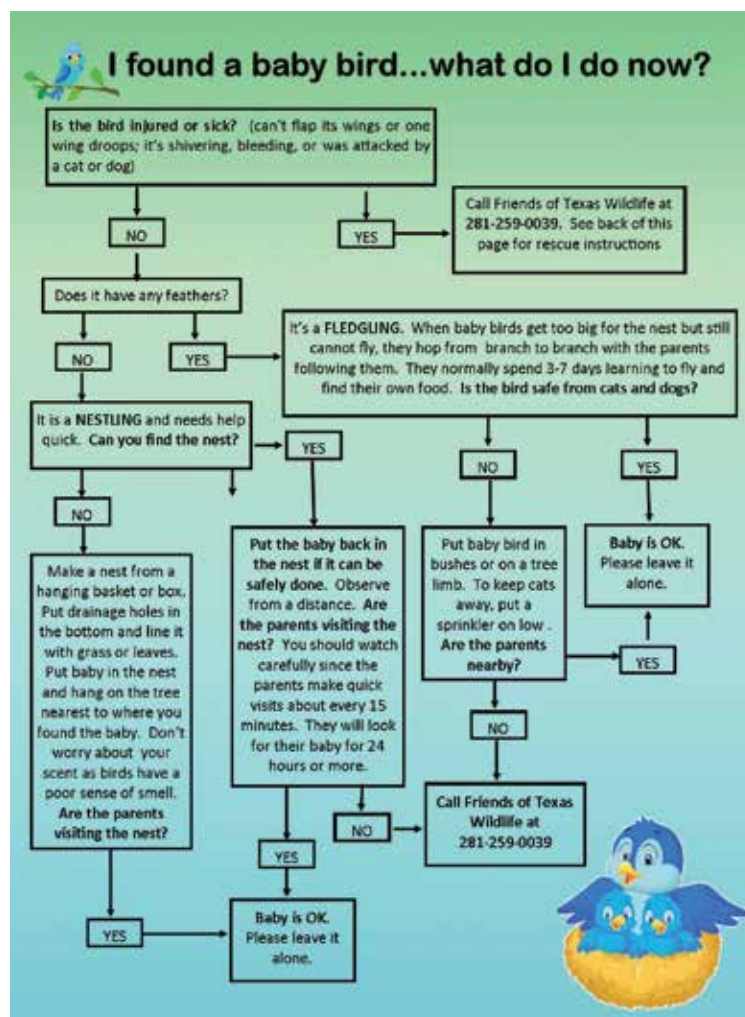 I found a baby bird...what do I do now?
Is the bird injured or sick? (can't flap its wings or one
wing droops; it's shivering, bleeding, or was attacked by
a cat or dog)
NO
YES
Call Friends of Texas Wildlife at
281-259-0039. See back of this
page for rescue instructions
Does it have any feathers?
NO
YES
It's a FLEDGLING. When baby birds get too big for the nest but still
cannot fly, they hop from branch to branch with the parents
following them. They normally spend 3-7 days learning to fly and
find their own food. Is the bird safe from cats and dogs?
It is a NESTLING and needs help
quick. Can you find the nest?
YES
NO
YES
NO
Make a nest from a
hanging basket or box.
Put drainage holes in
the bottom and line it
with grass or leaves.
Put baby in the nest
and hang on the tree
nearest to where you
found the baby. Don't
worry about your
scent as birds have a
poor sense of smell.
Are the parents
visiting the nest?
Put the baby back in
the nest if it can be
safely done. Observe
from a distance. Are
the parents visiting the
nest? You should watch
carefully since the
parents make quick
visits about every 15
minutes. They will look
for their baby for 24
hours or more.
Put baby bird in
bushes or on a tree
limb. To keep cats
away, put a
sprinkler on low .
Are the parents
nearby?
Baby is OK.
Please leave it
alone.
YES
NO
Call Friends of Texas
Wildlife at
281-259-0039
NO
YES
YES
Baby is OK.
Please leave it
alone.